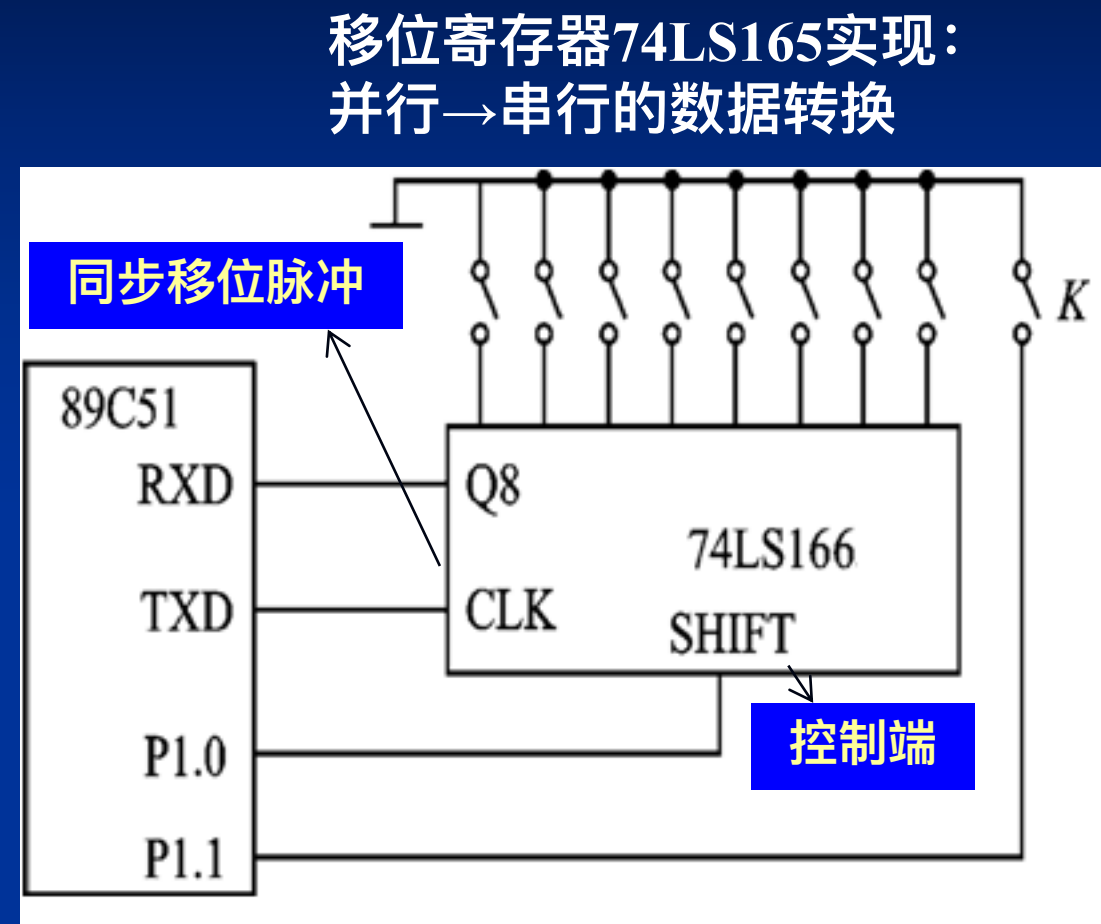 移位寄存器74LS165实现：
并行→串行的数据转换
同步移位脉冲
K
89C51
RXD
Q8
74LS166
TXD
CLK
SHIFT
控制端
P1.0
P1.1